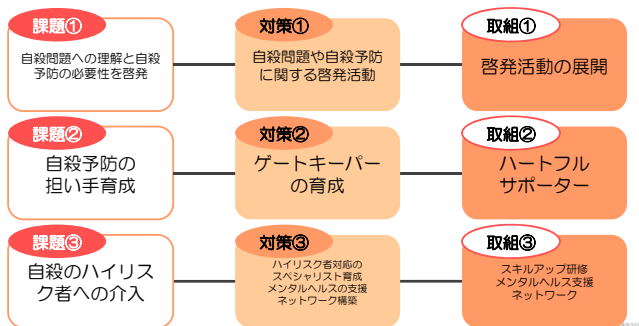 課題①
自殺問題への理解と自殺
予防の必要性を啓発
対策①
自殺問題や自殺予防
に関する啓発活動
取組①
啓発活動の展開
課題②
自殺予防の
担い手育成
対策②
ゲートキーパー
の育成
取組②
ハートフル
サポーター
課題③
自殺のハイリス
ク者への介入
対策③
ハイリスク者対応の
スペシャリスト育成
メンタルヘルスの支援
ネットワーク構築
取組③
スキルアップ研修
メンタルヘルス支援
ネットワーク